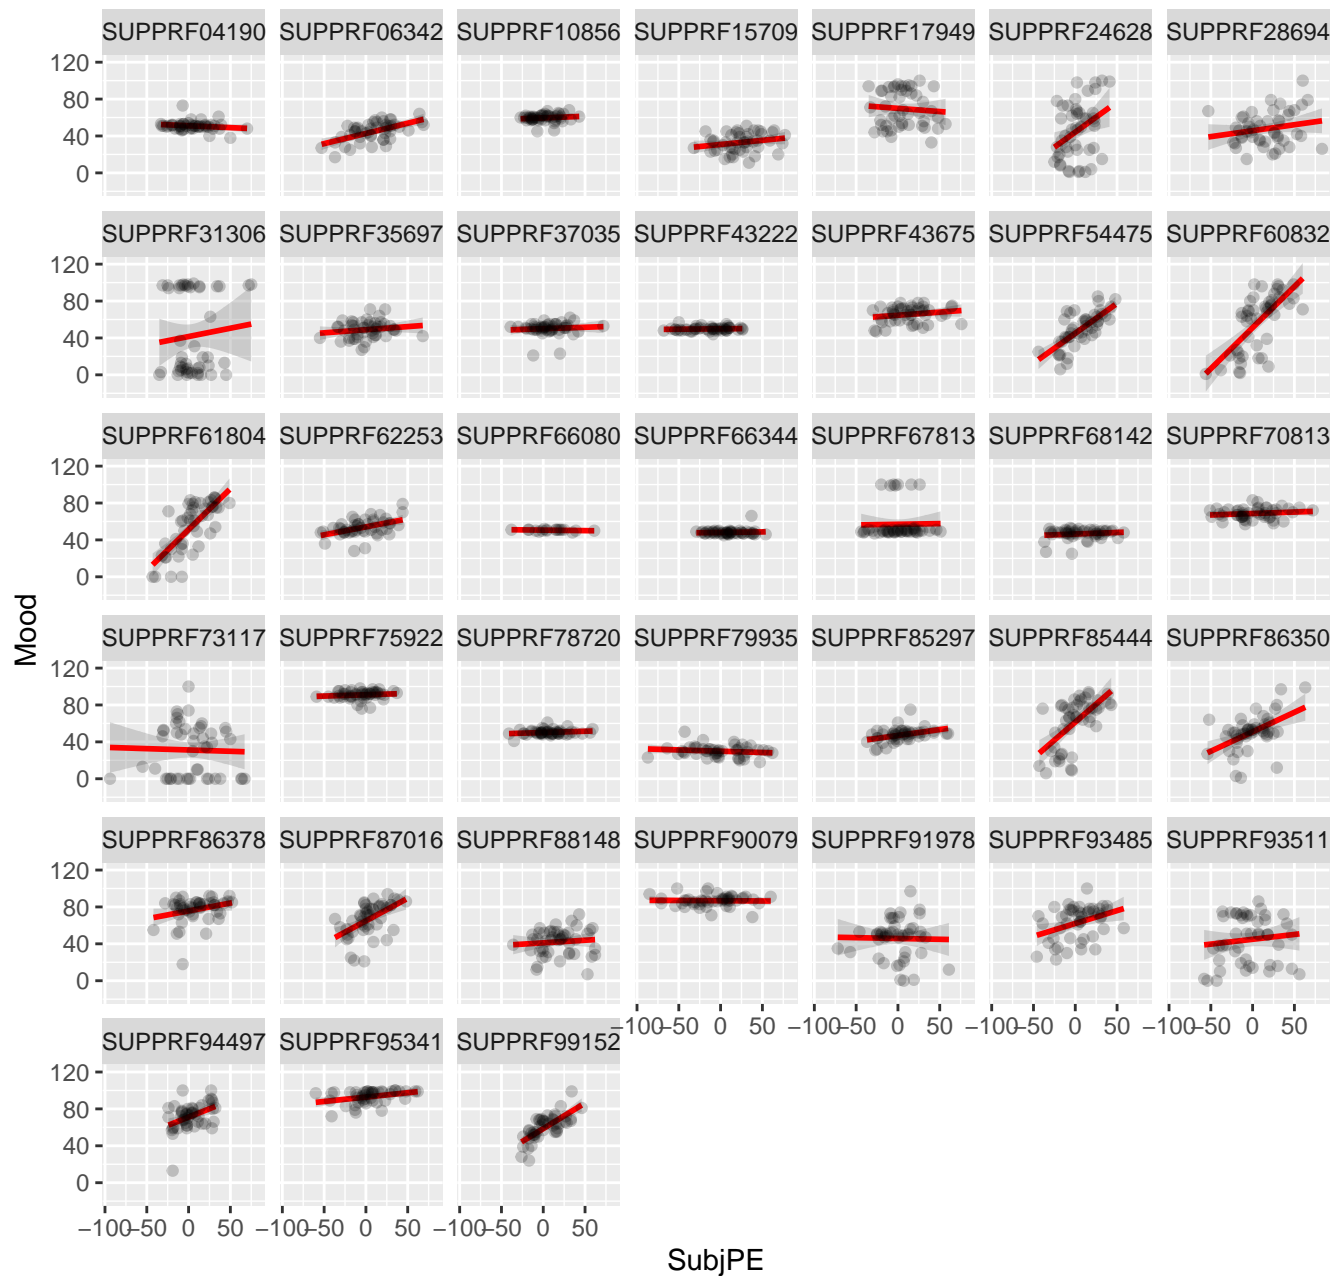 SUPPRF04190 SUPPRF06342 SUPPRF10856 SUPPRF15709 SUPPRF17949 SUPPRF24628 SUPPRF28694
120
80
40
0
SUPPRF31306 SUPPRF35697 SUPPRF37035 SUPPRF43222 SUPPRF43675 SUPPRF54475 SUPPRF60832
120
80
40
0
SUPPRF61804 SUPPRF62253 SUPPRF66080 SUPPRF66344 SUPPRF67813 SUPPRF68142 SUPPRF70813
120
80
40
0
Mood
SUPPRF73117 SUPPRF75922 SUPPRF78720 SUPPRF79935 SUPPRF85297 SUPPRF85444 SUPPRF86350
120
80
40
0
SUPPRF86378 SUPPRF87016 SUPPRF88148 SUPPRF90079 SUPPRF91978 SUPPRF93485 SUPPRF93511
120
80
40
0
−100 −50 0 50 −100 −50 0 50 −100 −50 0 50 −100 −50 0 50
SUPPRF94497 SUPPRF95341 SUPPRF99152
120
80
40
0
−100 −50 0 50 −100 −50 0 50 −100 −50 0 50
SubjPE